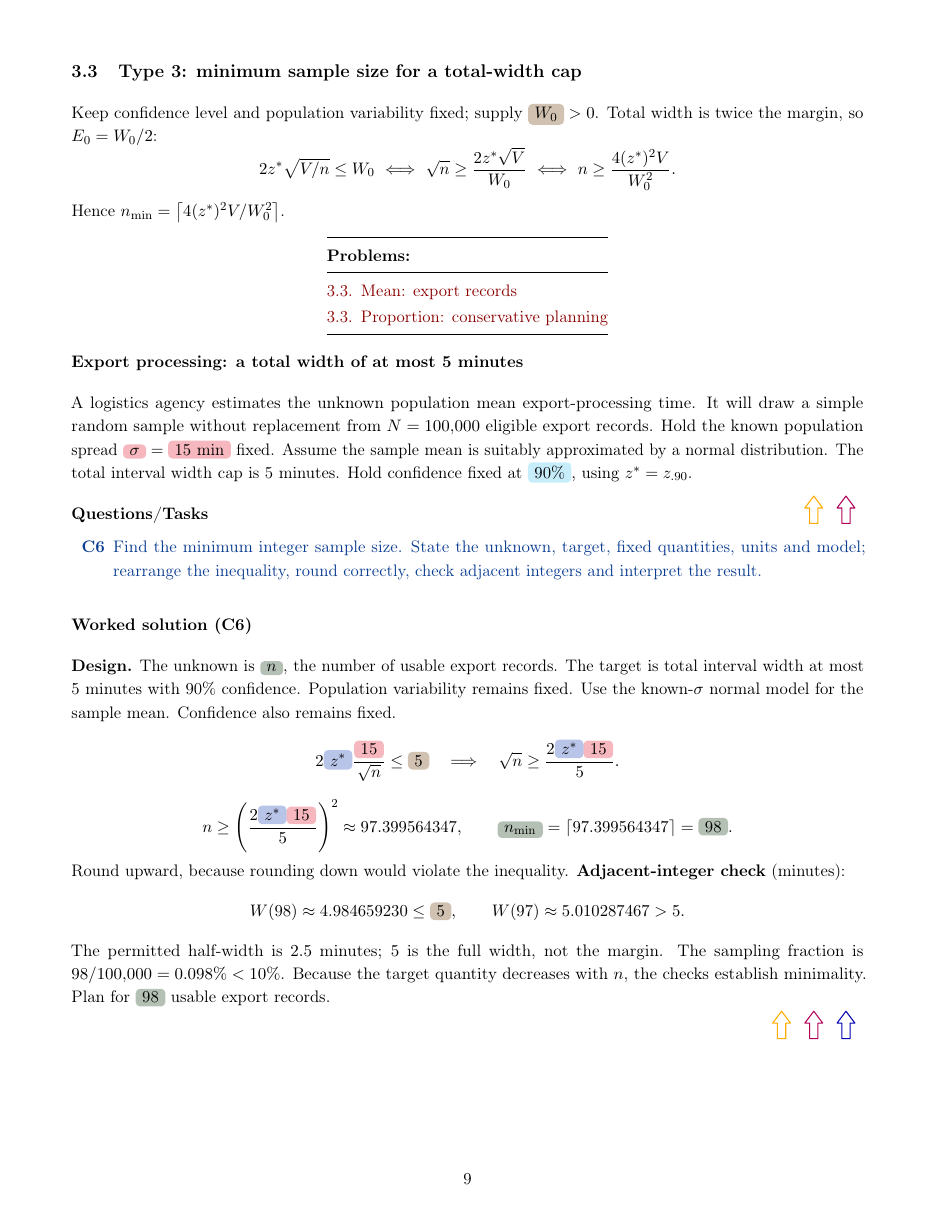 3.3 Type 3: minimum sample size for a total-width cap
Keep confidence level and population variability fixed; supply W₀ > 0. Total width is twice the margin, so
E₀ = W₀/2:
2z*√(V/n) ≤ W₀ ⟺ √n ≥ 2z*√V / W₀ ⟺ n ≥ 4(z*)²V / W₀².
Hence n_min = ⌈4(z*)²V/W₀²⌉.
Problems:
3.3. Mean: export records
3.3. Proportion: conservative planning
Export processing: a total width of at most 5 minutes
A logistics agency estimates the unknown population mean export-processing time. It will draw a simple
random sample without replacement from N = 100,000 eligible export records. Hold the known population
spread σ = 15 min fixed. Assume the sample mean is suitably approximated by a normal distribution. The
total interval width cap is 5 minutes. Hold confidence fixed at 90%, using z* = z.₉₀.
Questions/Tasks
C6 Find the minimum integer sample size. State the unknown, target, fixed quantities, units and model;
rearrange the inequality, round correctly, check adjacent integers and interpret the result.
Worked solution (C6)
Design. The unknown is n, the number of usable export records. The target is total interval width at most
5 minutes with 90% confidence. Population variability remains fixed. Use the known-σ normal model for the
sample mean. Confidence also remains fixed.
2 z* 15/√n ≤ 5 ⟹ √n ≥ 2 z* 15 / 5.
n ≥ (2 z* 15 / 5)² ≈ 97.399564347, n_min = ⌈97.399564347⌉ = 98.
Round upward, because rounding down would violate the inequality. Adjacent-integer check (minutes):
W(98) ≈ 4.984659230 ≤ 5, W(97) ≈ 5.010287467 > 5.
The permitted half-width is 2.5 minutes; 5 is the full width, not the margin. The sampling fraction is
98/100,000 = 0.098% < 10%. Because the target quantity decreases with n, the checks establish minimality.
Plan for 98 usable export records.
9